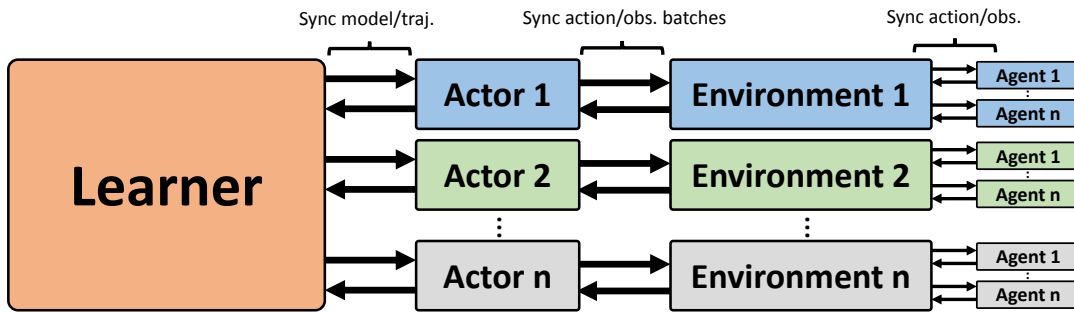 Sync model/traj.
Sync action/obs. batches
Sync action/obs.
Learner
Actor 1
Environment 1
Agent 1
Agent n
Actor 2
Environment 2
Agent 1
Agent n
Actor n
Environment n
Agent 1
Agent n